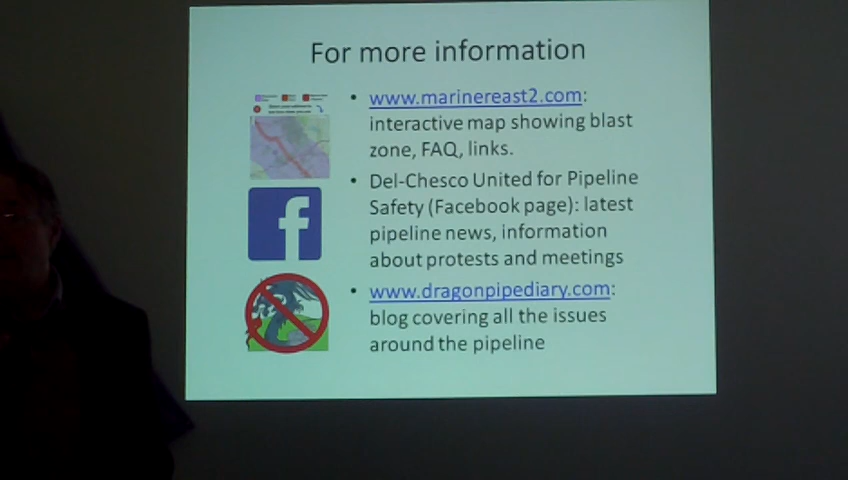 For more information
• www.marinereast2.com:
interactive map showing blast
zone, FAQ, links.
• Del-Chesco United for Pipeline
Safety (Facebook page): latest
pipeline news, information
about protests and meetings
• www.dragonpipediary.com:
blog covering all the issues
around the pipeline
f